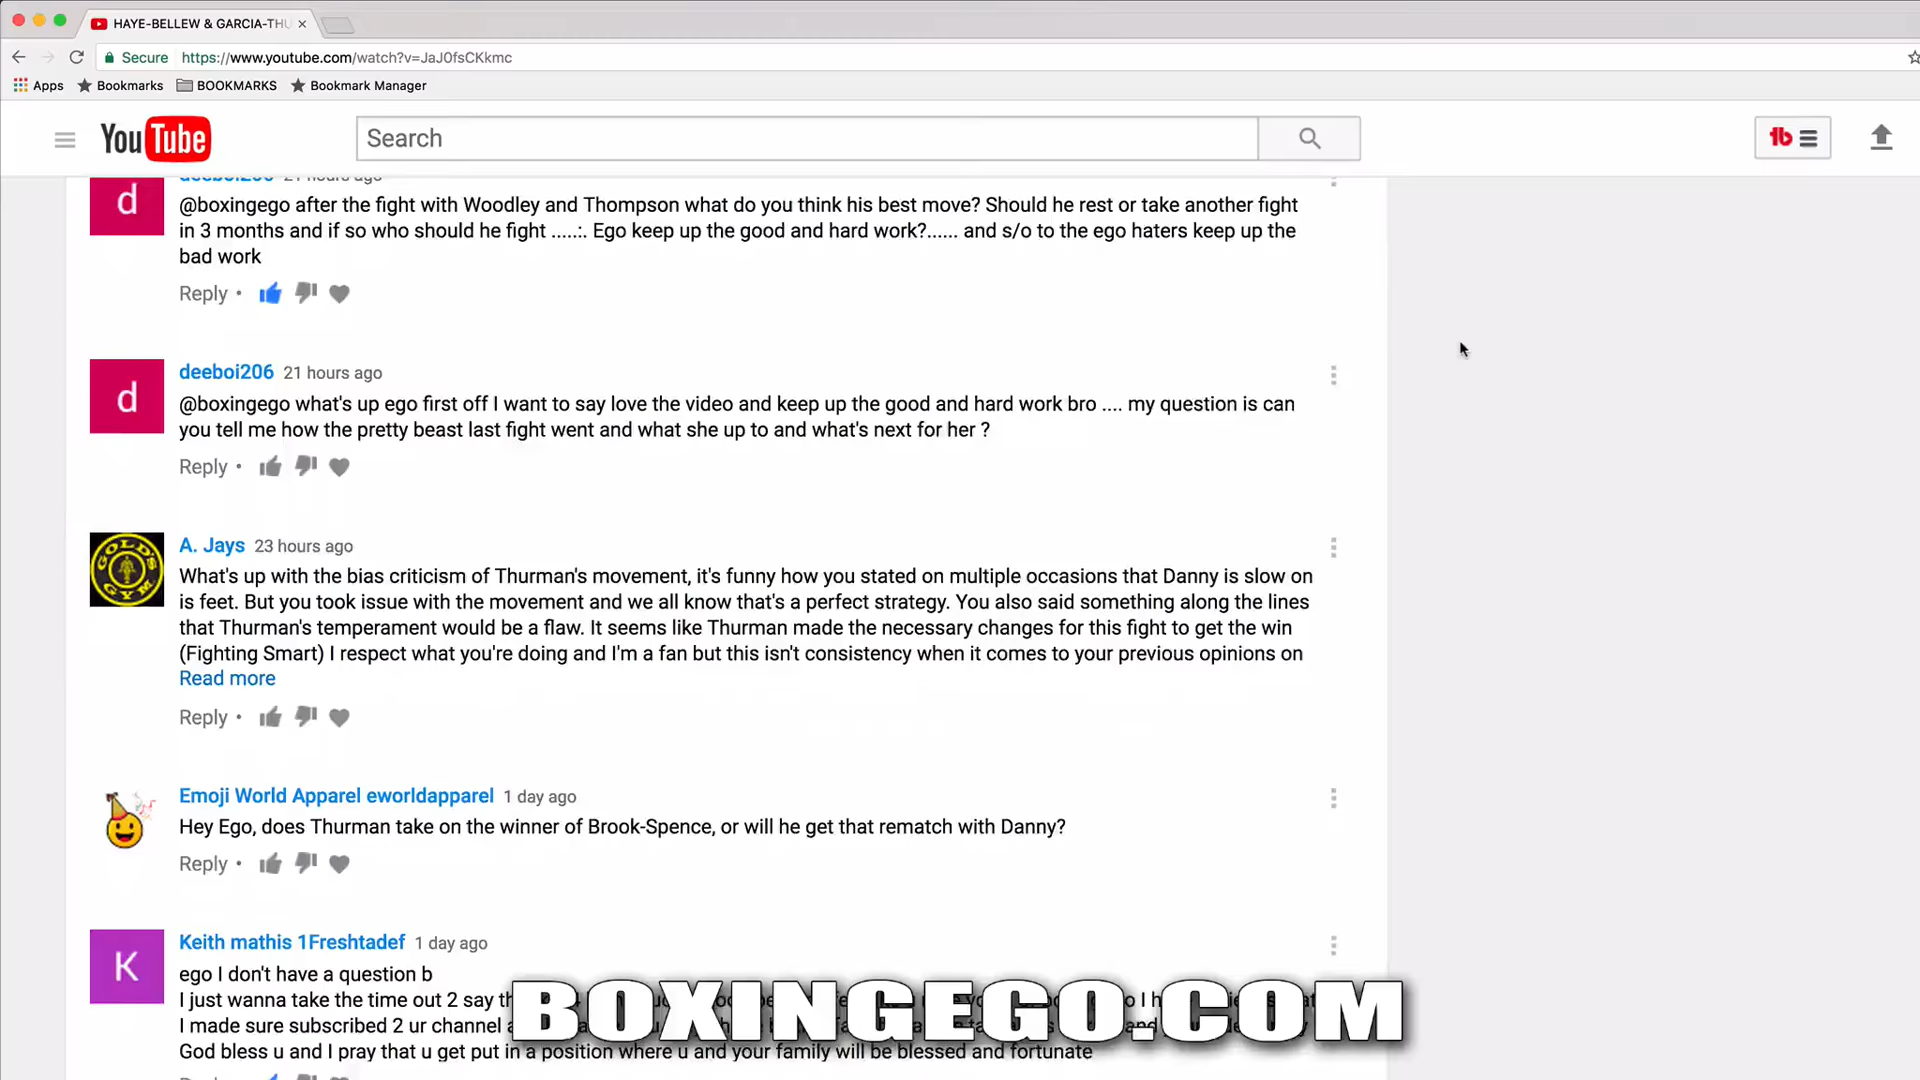 HAYE-BELLEW & GARCIA-THU
Secure https://www.youtube.com/watch?v=JaJ0fsCKkmc
Apps Bookmarks BOOKMARKS Bookmark Manager
YouTube Search
deeboi206 21 hours ago
d @boxingego after the fight with Woodley and Thompson what do you think his best move? Should he rest or take another fight
in 3 months and if so who should he fight .....:. Ego keep up the good and hard work?...... and s/o to the ego haters keep up the
bad work
Reply •
deeboi206 21 hours ago
d @boxingego what's up ego first off I want to say love the video and keep up the good and hard work bro .... my question is can
you tell me how the pretty beast last fight went and what she up to and what's next for her ?
Reply •
A. Jays 23 hours ago
GOLD'S GYM
What's up with the bias criticism of Thurman's movement, it's funny how you stated on multiple occasions that Danny is slow on
is feet. But you took issue with the movement and we all know that's a perfect strategy. You also said something along the lines
that Thurman's temperament would be a flaw. It seems like Thurman made the necessary changes for this fight to get the win
(Fighting Smart) I respect what you're doing and I'm a fan but this isn't consistency when it comes to your previous opinions on
Read more
Reply •
Emoji World Apparel eworldapparel 1 day ago
Hey Ego, does Thurman take on the winner of Brook-Spence, or will he get that rematch with Danny?
Reply •
Keith mathis 1Freshtadef 1 day ago
K ego I don't have a question b
I just wanna take the time out 2 say
I made sure subscribed 2 ur channel
God bless u and I pray that u get put in a position where u and your family will be blessed and fortunate
BOXINGEGO.COM
Reply •